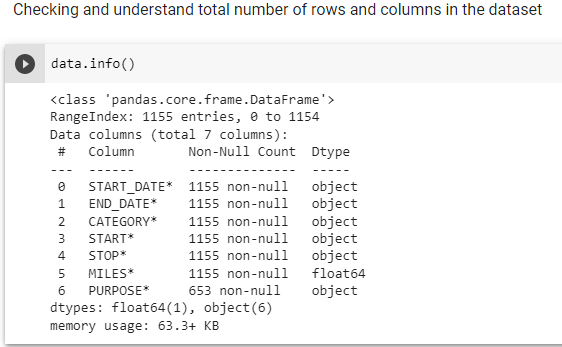 Checking and understand total number of rows and columns in the dataset
data.info()
<class 'pandas.core.frame.DataFrame'>
RangeIndex: 1155 entries, 0 to 1154
Data columns (total 7 columns):
 #   Column       Non-Null Count  Dtype
---  ------       --------------  -----
 0   START_DATE*  1155 non-null   object
 1   END_DATE*    1155 non-null   object
 2   CATEGORY*    1155 non-null   object
 3   START*       1155 non-null   object
 4   STOP*        1155 non-null   object
 5   MILES*       1155 non-null   float64
 6   PURPOSE*     653 non-null    object
dtypes: float64(1), object(6)
memory usage: 63.3+ KB